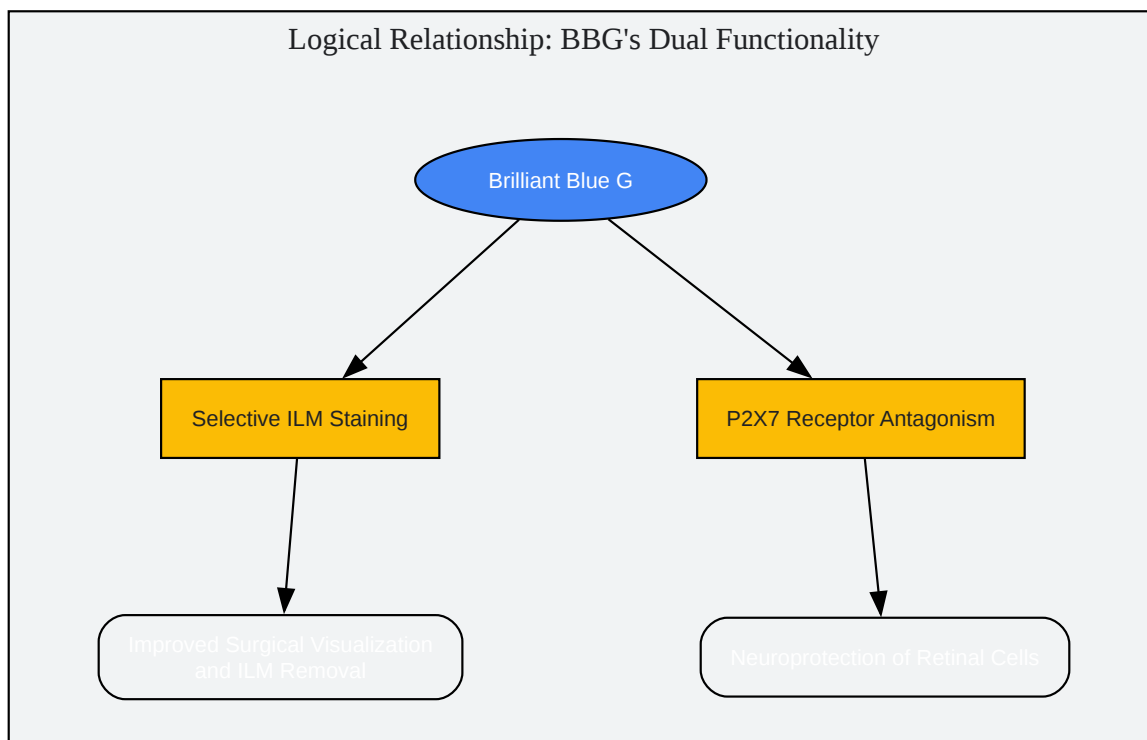 Logical Relationship: BBG's Dual Functionality
Brilliant Blue G
Selective ILM Staining
P2X7 Receptor Antagonism
Improved Surgical Visualization
and ILM Removal
Neuroprotection of Retinal Cells